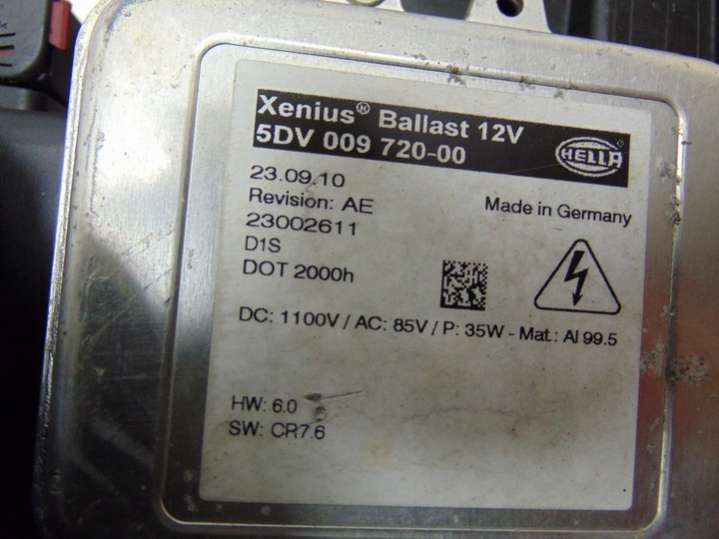 Xenius® Ballast 12V
5DV 009 720-00
HELLA
23.09.10
Revision: AE
Made in Germany
23002611
D1S
DOT 2000h
DC: 1100V / AC: 85V / P: 35W - Mat.: Al 99.5
HW: 6.0
SW: CR7.6